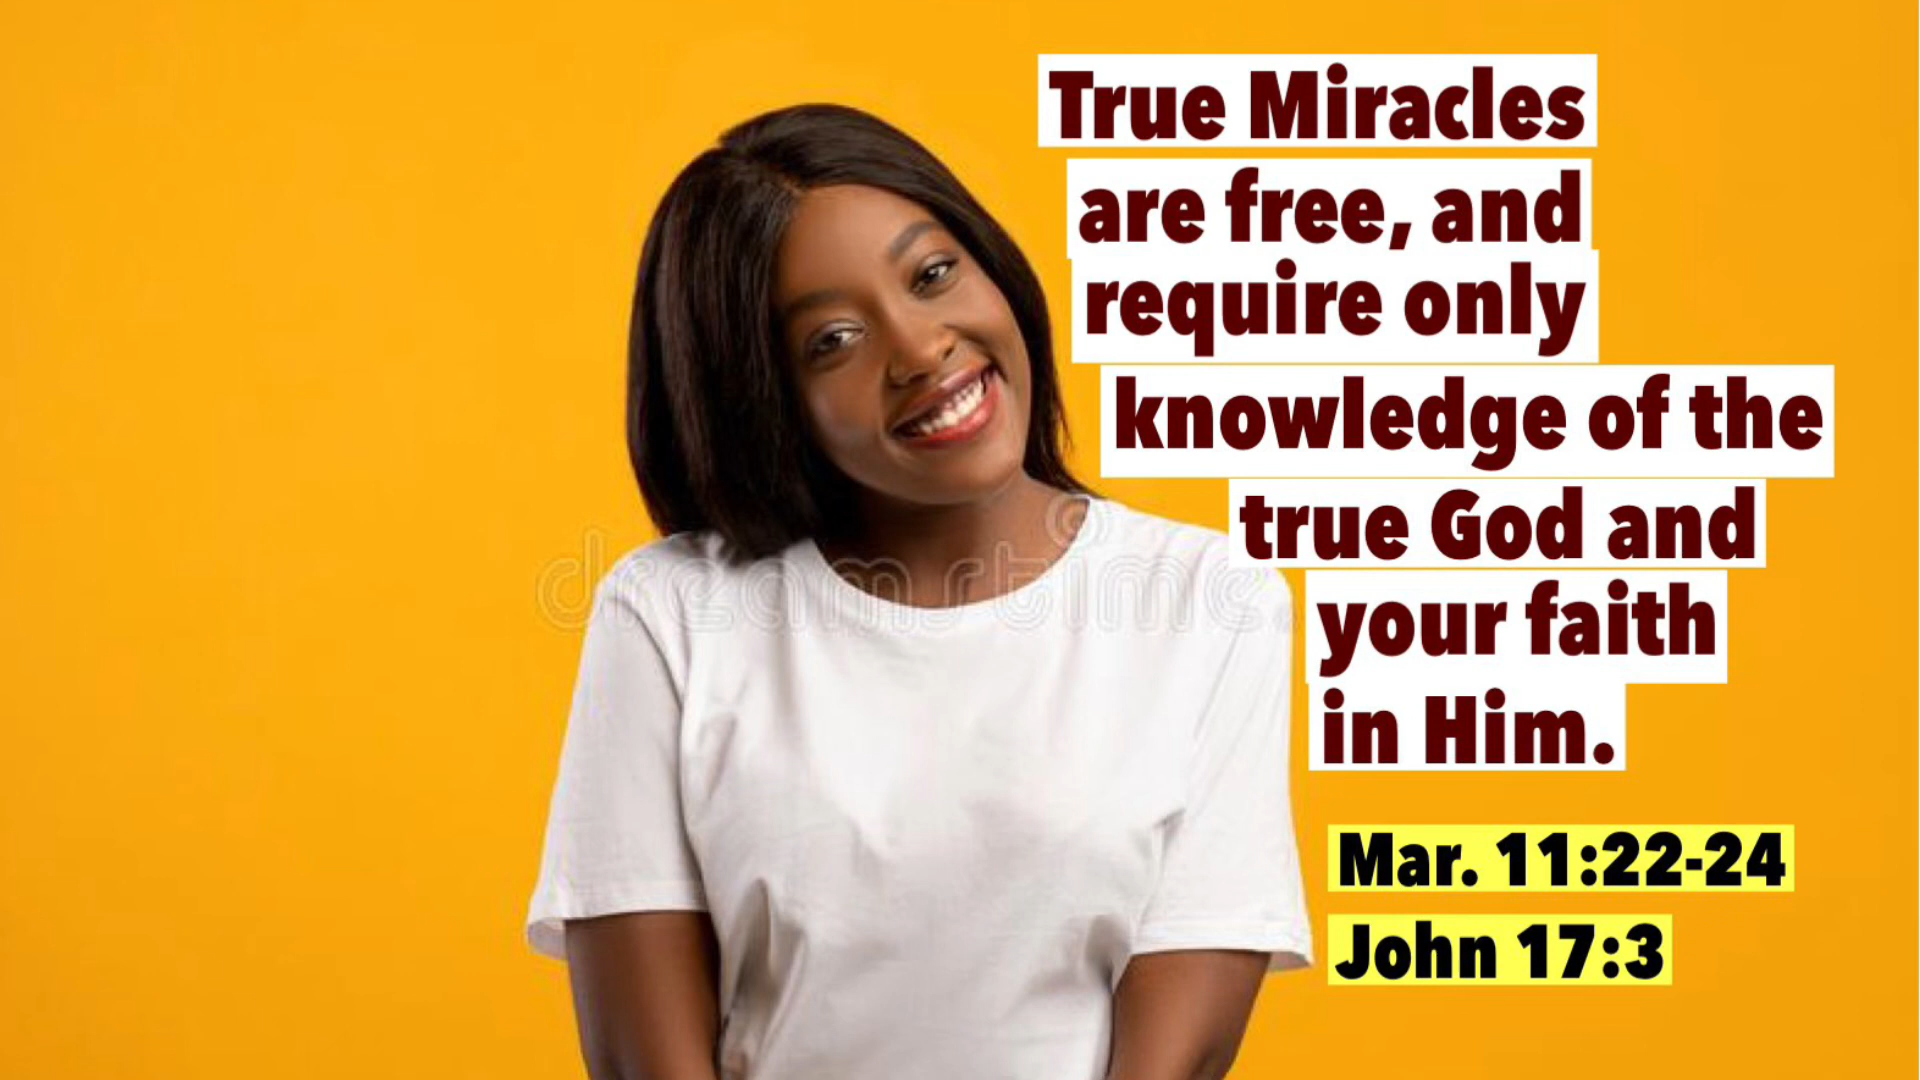 True Miracles
are free, and
require only
knowledge of the
true God and
your faith
in Him.
dreamstime.
Mar. 11:22-24
John 17:3